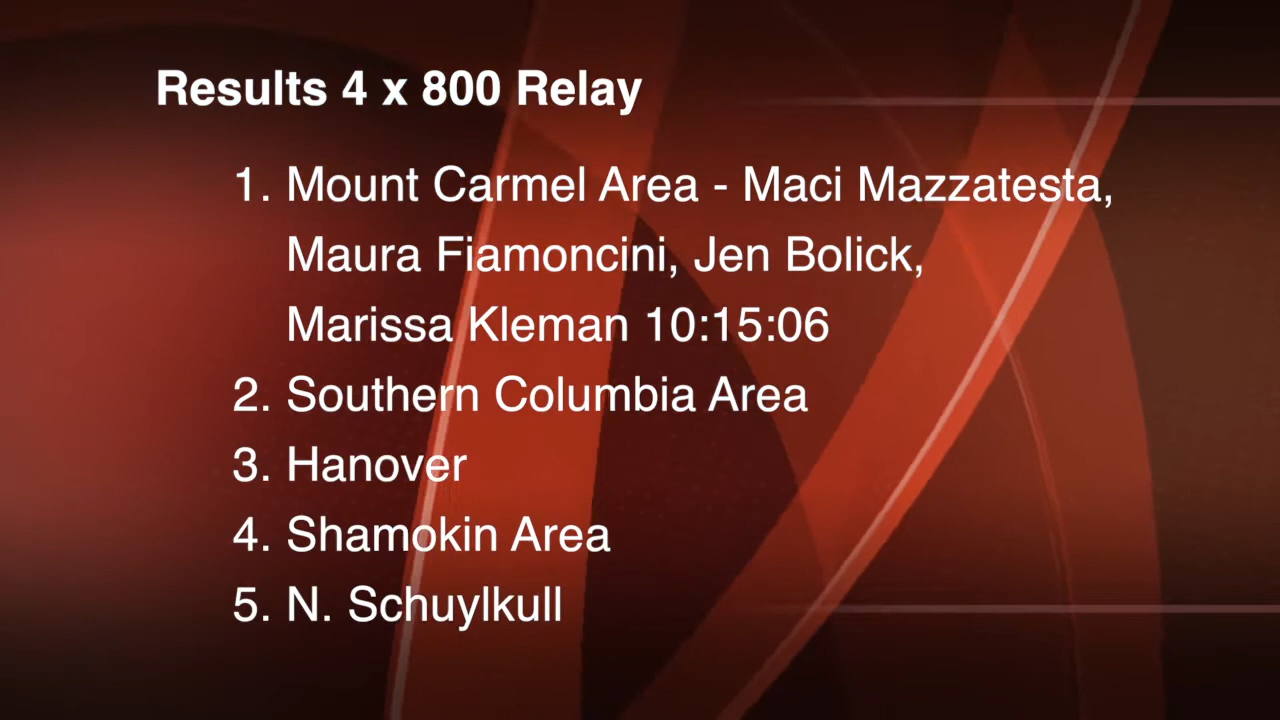 Results 4 x 800 Relay
1. Mount Carmel Area - Maci Mazzatesta,
Maura Fiamoncini, Jen Bolick,
Marissa Kleman 10:15:06
2. Southern Columbia Area
3. Hanover
4. Shamokin Area
5. N. Schuylkull